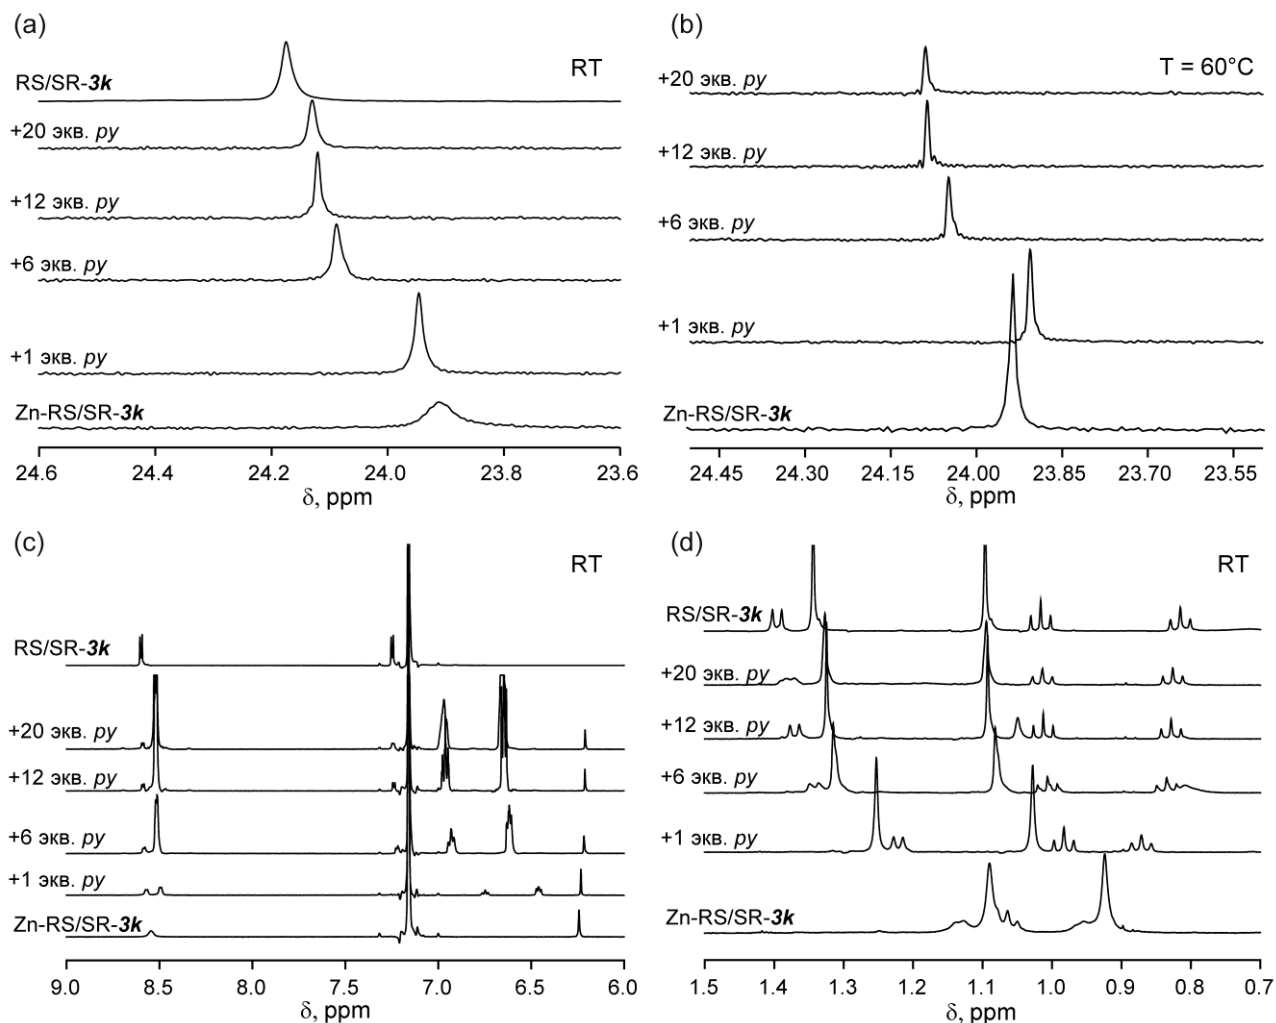 (a)
RT
RS/SR-3k
+20 экв. py
+12 экв. py
+6 экв. py
+1 экв. py
Zn-RS/SR-3k
24.6 24.2 24.0 23.8 23.6
δ, ppm
(b)
T = 60°C
+20 экв. py
+12 экв. py
+6 экв. py
+1 экв. py
Zn-RS/SR-3k
24.45 24.30 24.15 24.00 23.85 23.70 23.55
δ, ppm
(c)
RT
RS/SR-3k
+20 экв. py
+12 экв. py
+6 экв. py
+1 экв. py
Zn-RS/SR-3k
9.0 8.5 8.0 7.5 7.0 6.5 6.0
δ, ppm
(d)
RT
RS/SR-3k
+20 экв. py
+12 экв. py
+6 экв. py
+1 экв. py
Zn-RS/SR-3k
1.5 1.4 1.3 1.2 1.1 1.0 0.9 0.8 0.7
δ, ppm